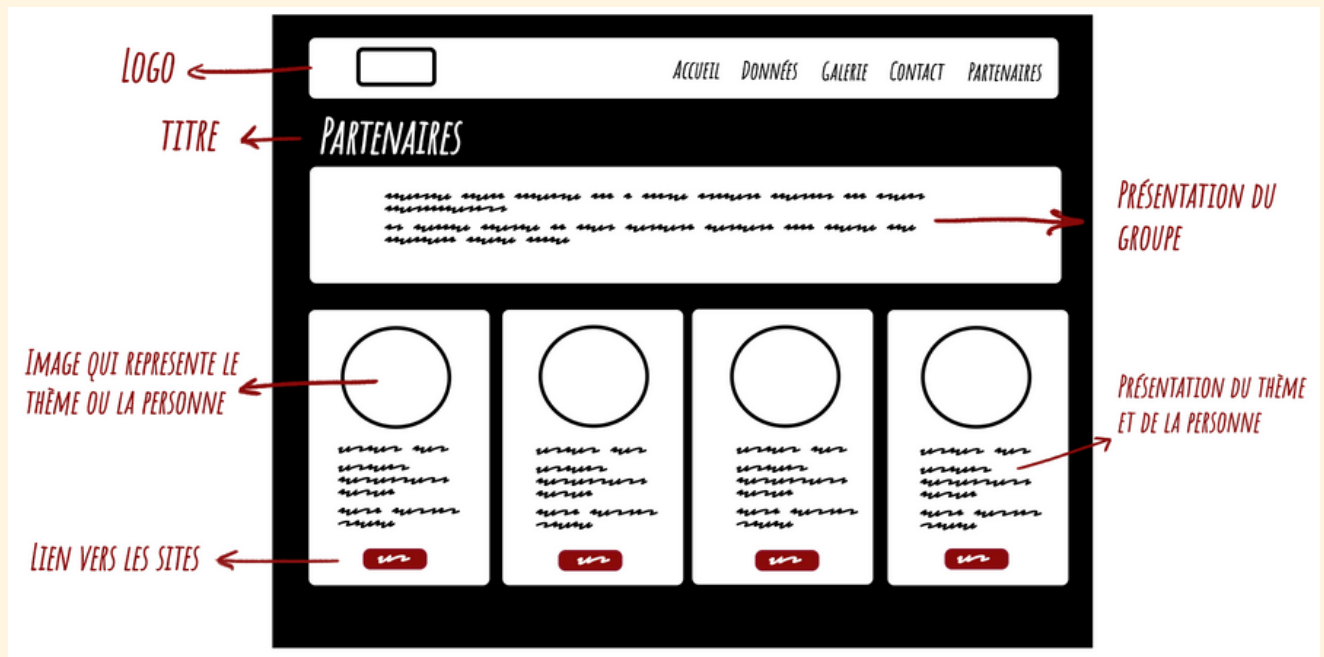 Logo
Accueil Données Galerie Contact Partenaires
TITRE
Partenaires
Présentation du
groupe
Image qui represente le
thème ou la personne
Présentation du thème
et de la personne
Lien vers les sites